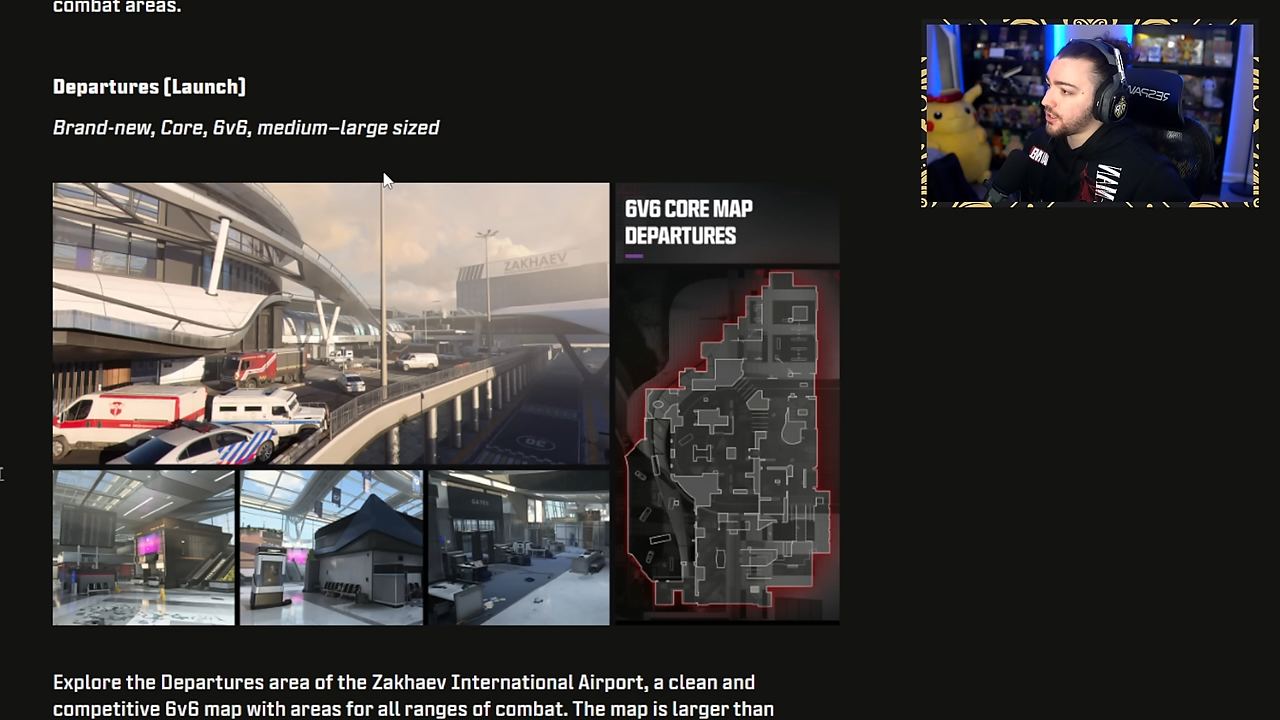 combat areas.
Departures (Launch)
Brand-new, Core, 6v6, medium–large sized
ZAKHAEV
6V6 CORE MAP
DEPARTURES
Explore the Departures area of the Zakhaev International Airport, a clean and
competitive 6v6 map with areas for all ranges of combat. The map is larger than